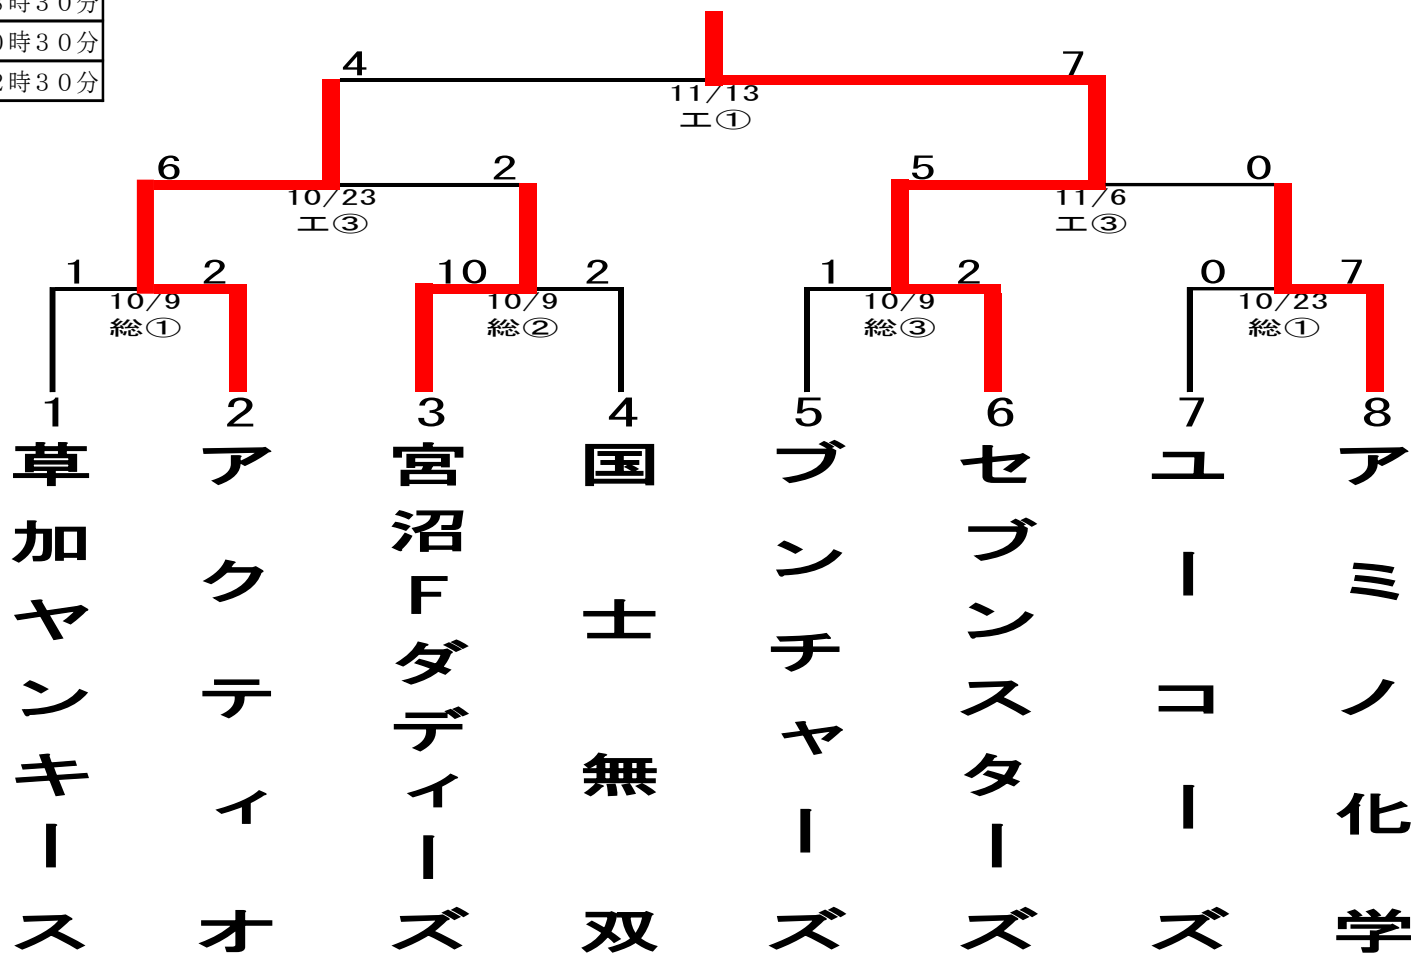 時30分
時30分
時30分
4
7
11/13
エ①
6
2
5
0
10/23
エ③
11/6
エ③
1
2
10
2
1
2
0
7
10/9
総①
10/9
総②
10/9
総③
10/23
総①
1
2
3
4
5
6
7
8
草加ヤンキース
アクティオ
宮沼Fダディーズ
国士無双
ブンチャーズ
セブンスターズ
ユーコーズ
アミノ化学